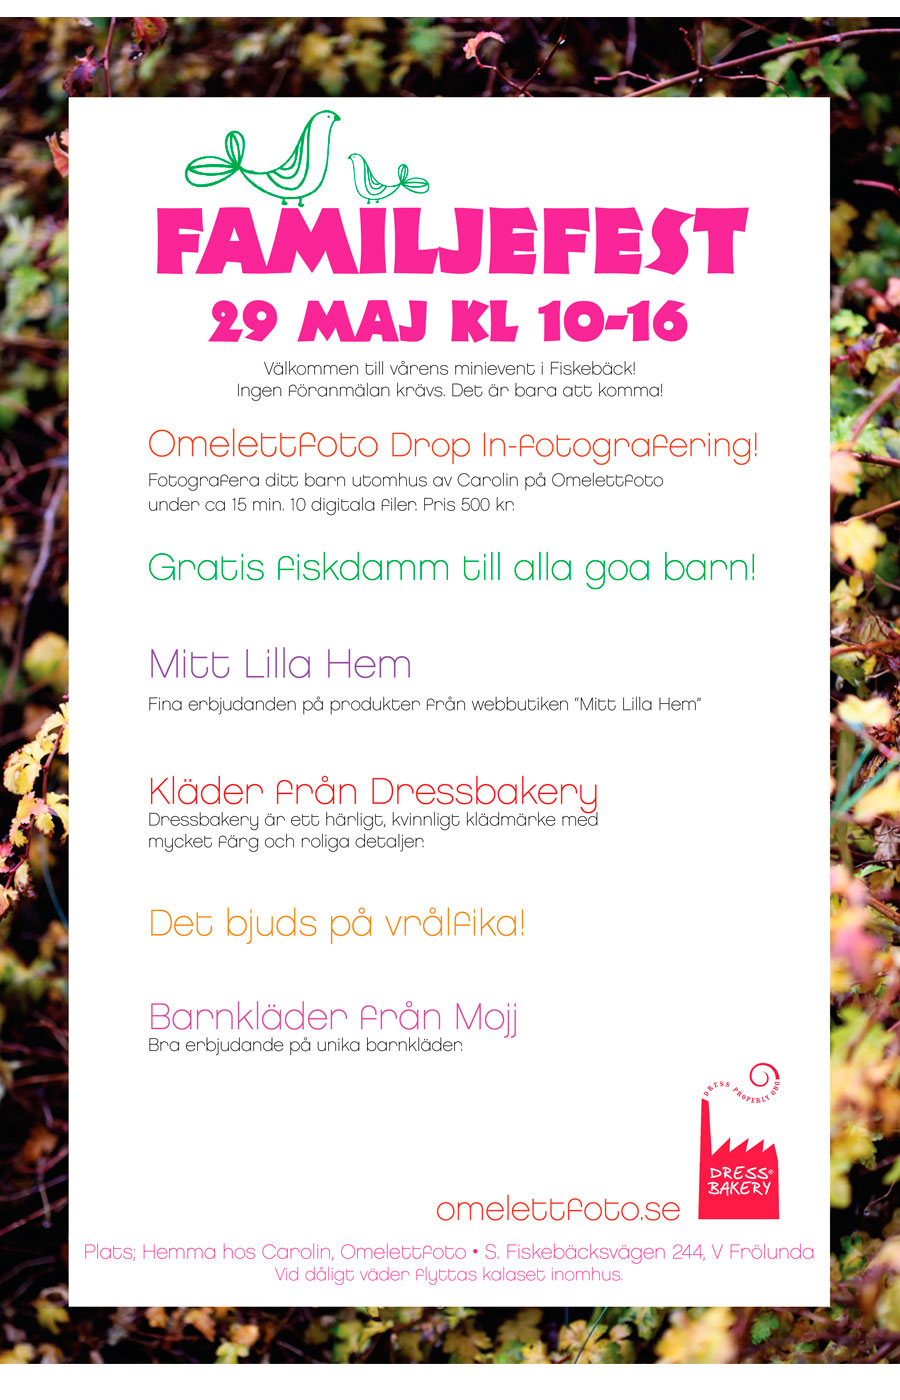 FAMILJEFEST
29 MAJ KL 10-16
Välkommen till vårens minievent i Fiskebäck!
Ingen föranmälan krävs. Det är bara att komma!
Omelettfoto Drop In-fotografering!
Fotografera ditt barn utomhus av Carolin på Omelettfoto
under ca 15 min. 10 digitala filer. Pris 500 kr.
Gratis fiskdamm till alla goa barn!
Mitt Lilla Hem
Fina erbjudanden på produkter från webbutiken "Mitt Lilla Hem"
Kläder från Dressbakery
Dressbakery är ett härligt, kvinnligt klädmärke med
mycket färg och roliga detaljer.
Det bjuds på vrålfika!
Barnkläder från Mojj
Bra erbjudande på unika barnkläder.
DRESS PROPERLY GBG
DRESS®
BAKERY
omelettfoto.se
Plats; Hemma hos Carolin, Omelettfoto • S. Fiskebäcksvägen 244, V Frölunda
Vid dåligt väder flyttas kalaset inomhus.